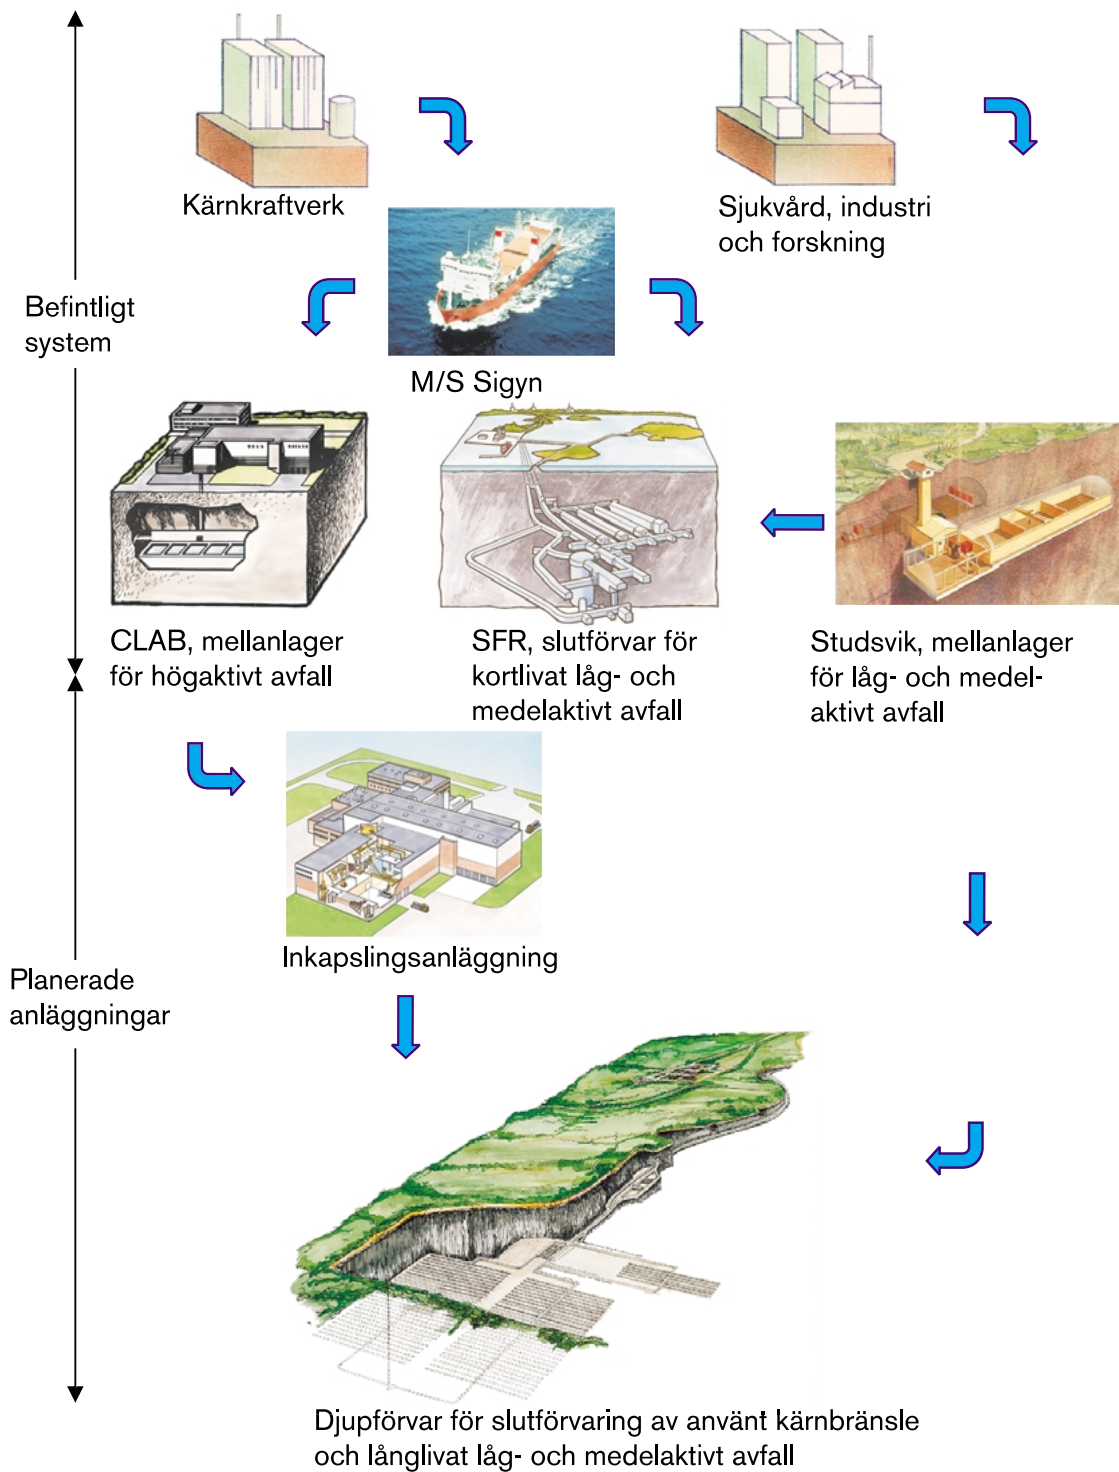 Kärnkraftverk
Sjukvård, industri
och forskning
Befintligt
system
M/S Sigyn
CLAB, mellanlager
för högaktivt avfall
SFR, slutförvar för
kortlivat låg- och
medelaktivt avfall
Studsvik, mellanlager
för låg- och medel-
aktivt avfall
Inkapslingsanläggning
Planerade
anläggningar
Djupförvar för slutförvaring av använt kärnbränsle
och långlivat låg- och medelaktivt avfall